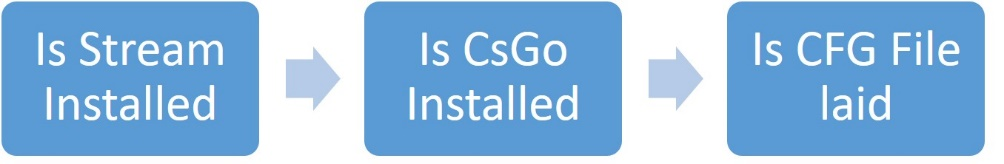 Is Stream
Installed
Is CsGo
Installed
Is CFG File
laid